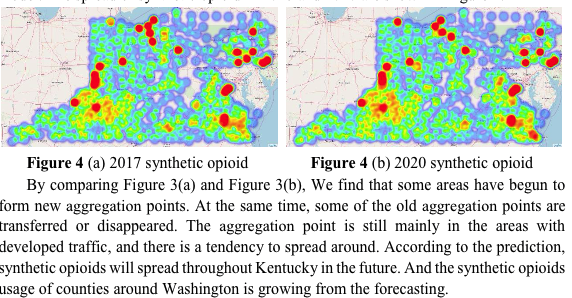 Figure 4 (a) 2017 synthetic opioid
Figure 4 (b) 2020 synthetic opioid
By comparing Figure 3(a) and Figure 3(b), We find that some areas have begun to
form new aggregation points. At the same time, some of the old aggregation points are
transferred or disappeared. The aggregation point is still mainly in the areas with
developed traffic, and there is a tendency to spread around. According to the prediction,
synthetic opioids will spread throughout Kentucky in the future. And the synthetic opioids
usage of counties around Washington is growing from the forecasting.